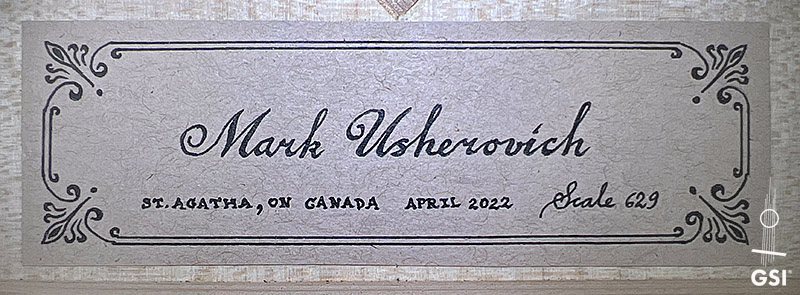 Mark Usherovich
ST. AGATHA, ON CANADA APRIL 2022 Scale 629
GSI